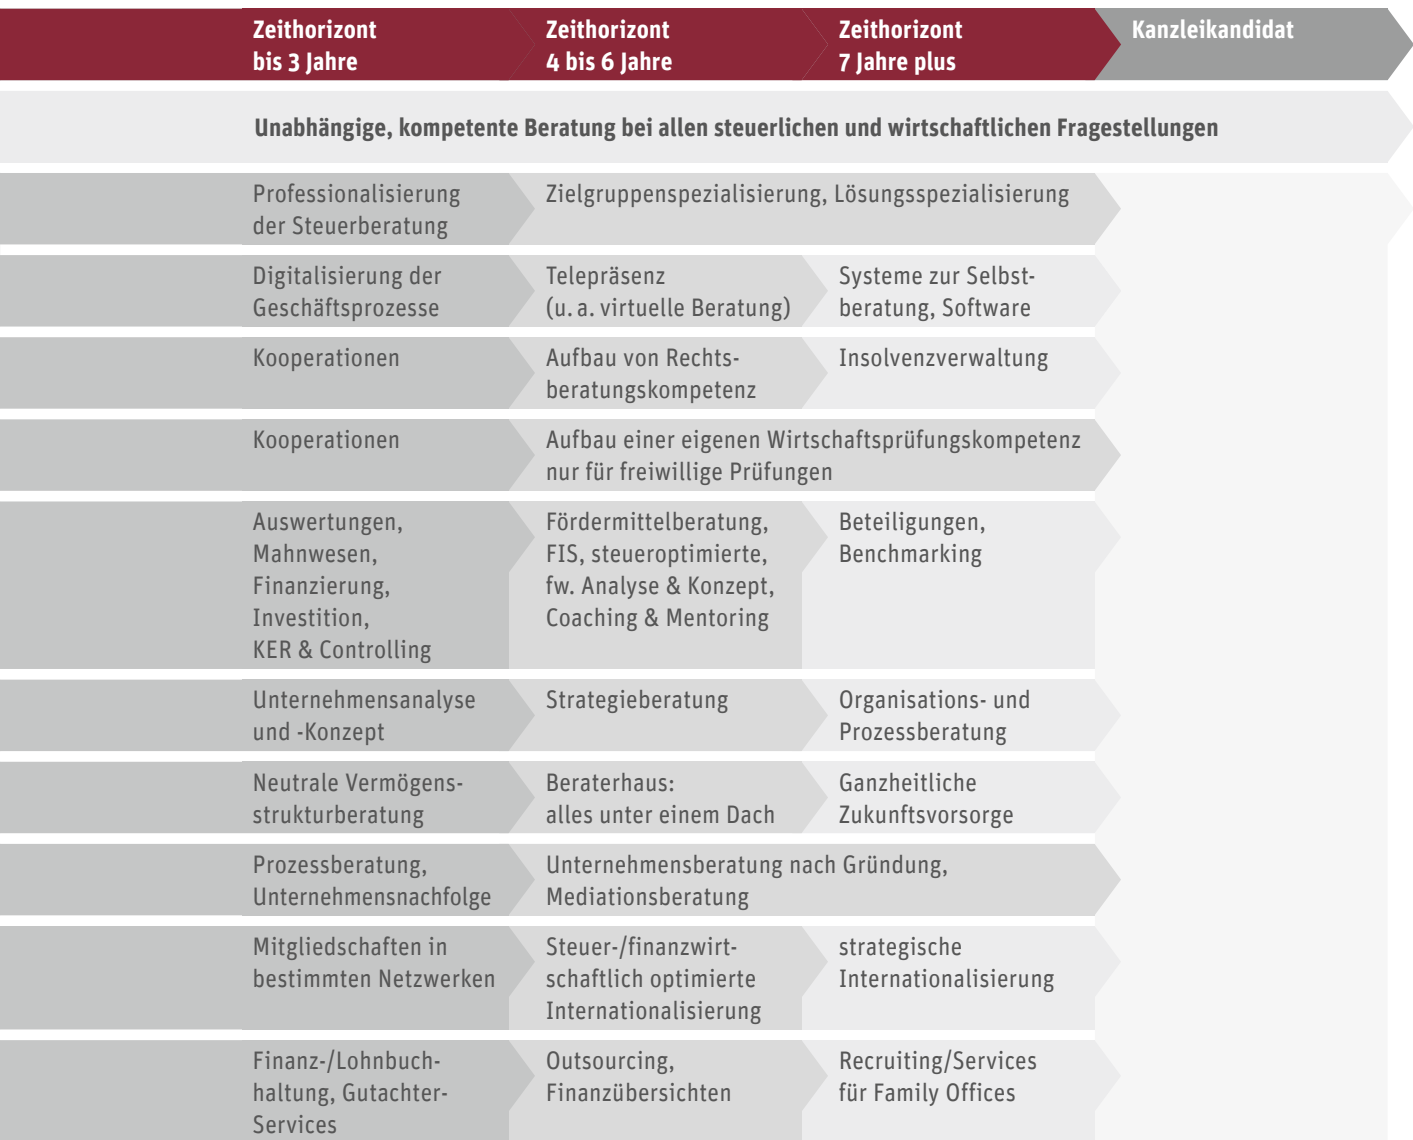 Zeithorizont
bis 3 Jahre
Zeithorizont
4 bis 6 Jahre
Zeithorizont
7 Jahre plus
Kanzleikandidat
Unabhängige, kompetente Beratung bei allen steuerlichen und wirtschaftlichen Fragestellungen
Professionalisierung
der Steuerberatung
Zielgruppenspezialisierung, Lösungsspezialisierung
Digitalisierung der
Geschäftsprozesse
Telepräsenz
(u. a. virtuelle Beratung)
Systeme zur Selbst-
beratung, Software
Kooperationen
Aufbau von Rechts-
beratungskompetenz
Insolvenzverwaltung
Kooperationen
Aufbau einer eigenen Wirtschaftsprüfungskompetenz
nur für freiwillige Prüfungen
Auswertungen,
Mahnwesen,
Finanzierung,
Investition,
KER & Controlling
Fördermittelberatung,
FIS, steueroptimierte,
fw. Analyse & Konzept,
Coaching & Mentoring
Beteiligungen,
Benchmarking
Unternehmensanalyse
und -Konzept
Strategieberatung
Organisations- und
Prozessberatung
Neutrale Vermögens-
strukturberatung
Beraterhaus:
alles unter einem Dach
Ganzheitliche
Zukunftsvorsorge
Prozessberatung,
Unternehmensnachfolge
Unternehmensberatung nach Gründung,
Mediationsberatung
Mitgliedschaften in
bestimmten Netzwerken
Steuer-/finanzwirt-
schaftlich optimierte
Internationalisierung
strategische
Internationalisierung
Finanz-/Lohnbuch-
haltung, Gutachter-
Services
Outsourcing,
Finanzübersichten
Recruiting/Services
für Family Offices